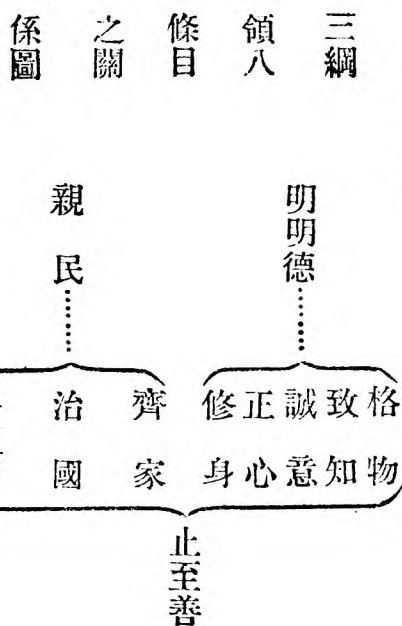 三綱
領八
條目
之關
係圖
明明德
親民
格物
致知
誠意
正心
修身
齊家
治國
止至善